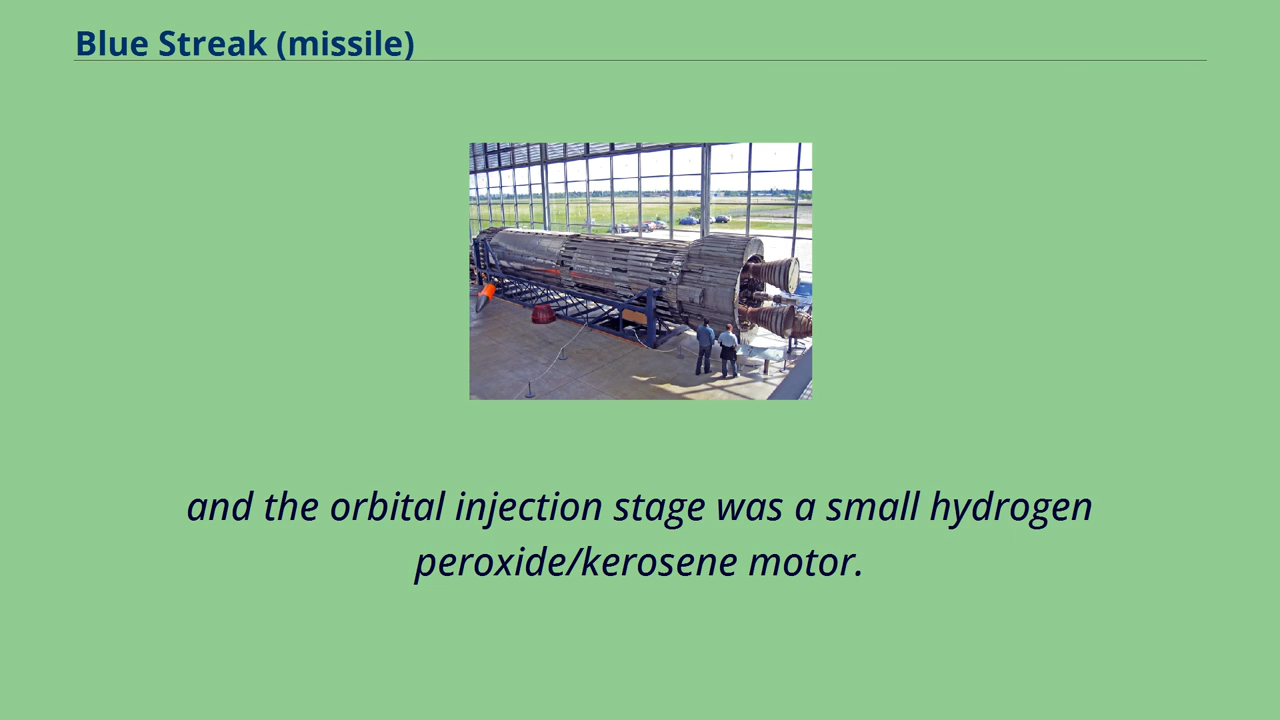 Blue Streak (missile)
and the orbital injection stage was a small hydrogen
peroxide/kerosene motor.